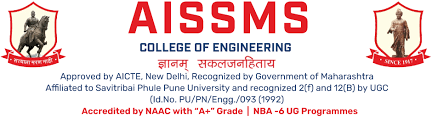 AISSMS
COLLEGE OF ENGINEERING
ज्ञानम् सकलजनहिताय
Approved by AICTE, New Delhi, Recognized by Government of Maharashtra
Affiliated to Savitribai Phule Pune University and recognized 2(f) and 12(B) by UGC
(Id.No. PU/PN/Engg./093 (1992)
Accredited by NAAC with "A+" Grade | NBA -6 UG Programmes
SINCE 1917